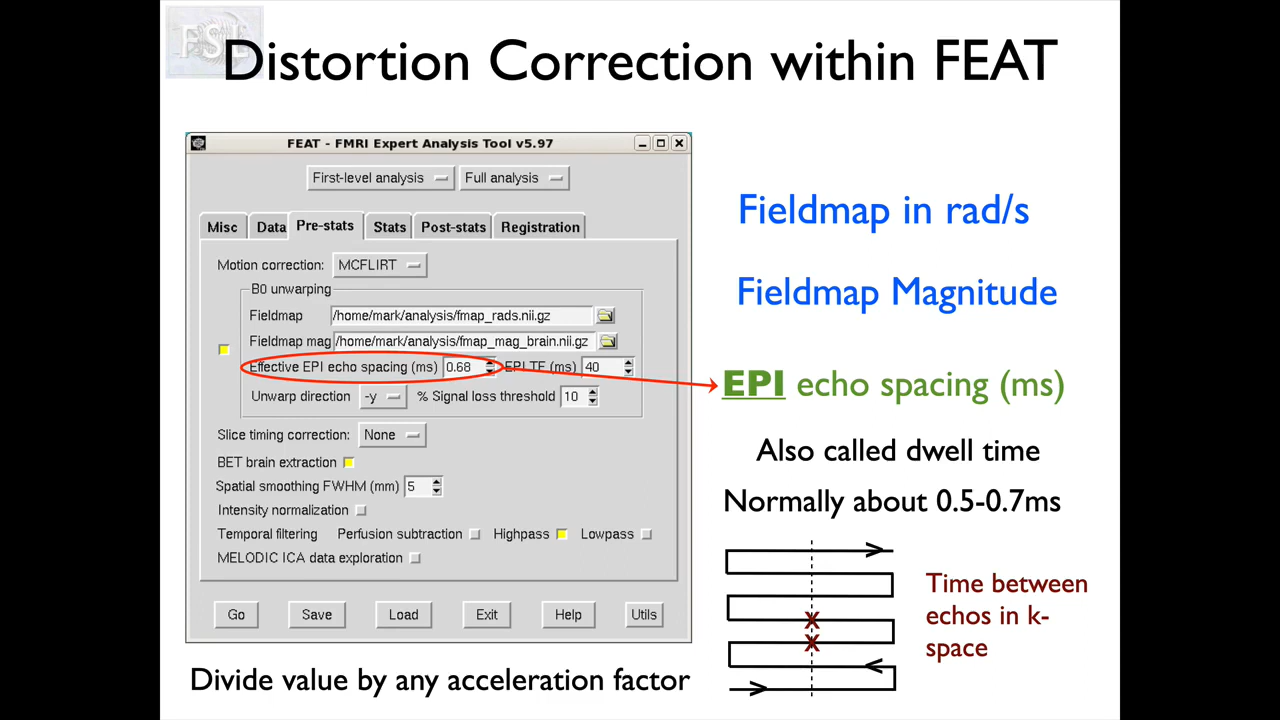 FSL
Distortion Correction within FEAT
FEAT - FMRI Expert Analysis Tool v5.97
First-level analysis Full analysis
Misc Data Pre-stats Stats Post-stats Registration
Motion correction: MCFLIRT
B0 unwarping
Fieldmap /home/mark/analysis/fmap_rads.nii.gz
Fieldmap mag /home/mark/analysis/fmap_mag_brain.nii.gz
Effective EPI echo spacing (ms) 0.68 EPI TE (ms) 40
Unwarp direction -y % Signal loss threshold 10
Slice timing correction: None
BET brain extraction
Spatial smoothing FWHM (mm) 5
Intensity normalization
Temporal filtering Perfusion subtraction Highpass Lowpass
MELODIC ICA data exploration
Go Save Load Exit Help Utils
Divide value by any acceleration factor
Fieldmap in rad/s
Fieldmap Magnitude
EPI echo spacing (ms)
Also called dwell time
Normally about 0.5-0.7ms
x
x
Time between
echos in k-
space